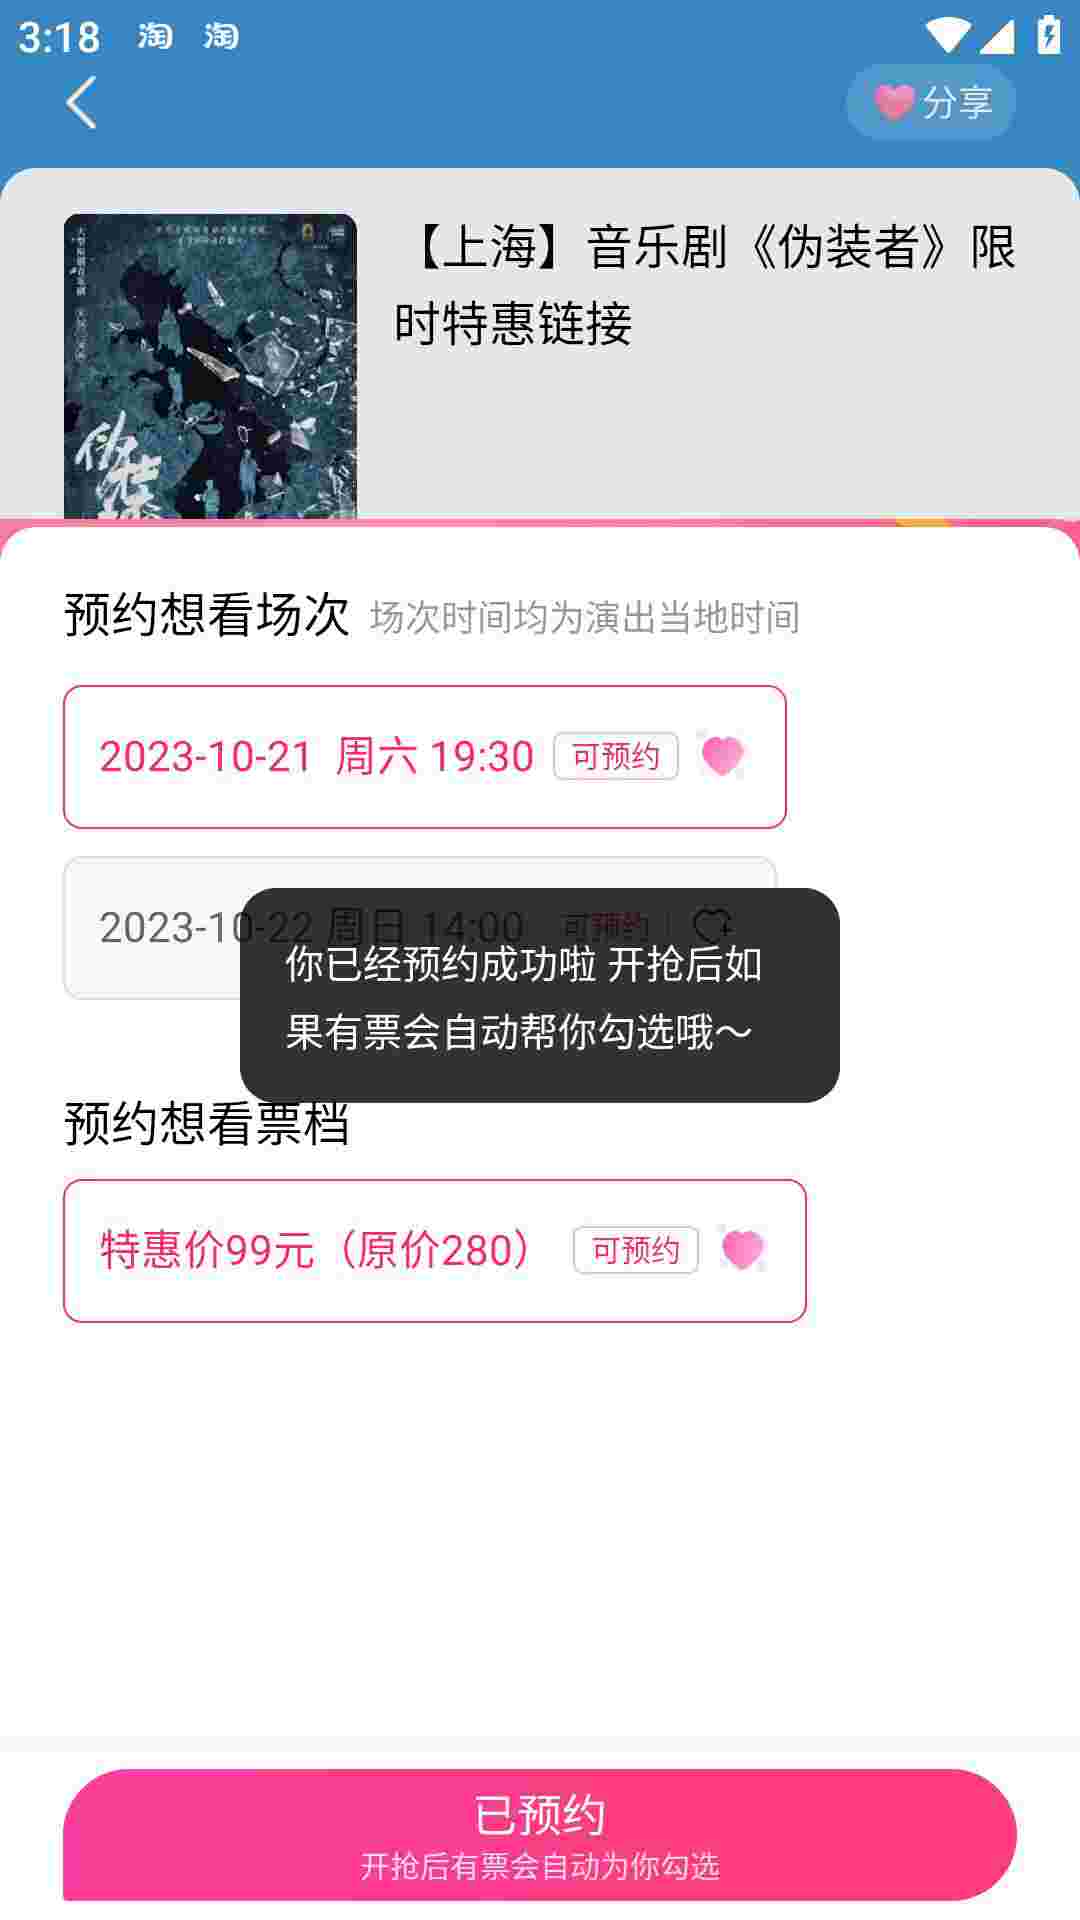 3:18 淘 淘
分享
【上海】音乐剧《伪装者》限
时特惠链接
伪装
预约想看场次 场次时间均为演出当地时间
2023-10-21 周六 19:30 可预约
2023-10-22 周日 14:00 可预约
你已经预约成功啦 开抢后如
果有票会自动帮你勾选哦～
预约想看票档
特惠价99元（原价280） 可预约
已预约
开抢后有票会自动为你勾选